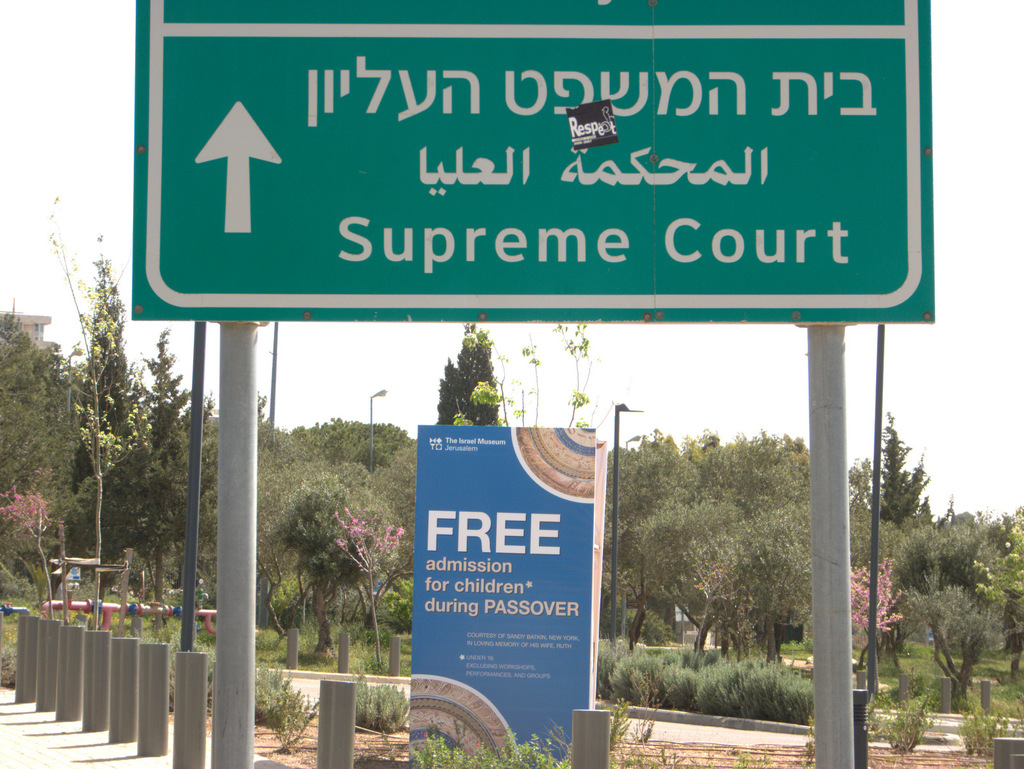 בית המשפט העליון
Respect
المحكمة العليا
Supreme Court
The Israel Museum
Jerusalem
FREE
admission
for children*
during PASSOVER
COURTESY OF SANDY BATKIN, NEW YORK,
IN LOVING MEMORY OF HIS WIFE, RUTH
* UNDER 18
EXCLUDING WORKSHOPS,
PERFORMANCES, AND GROUPS